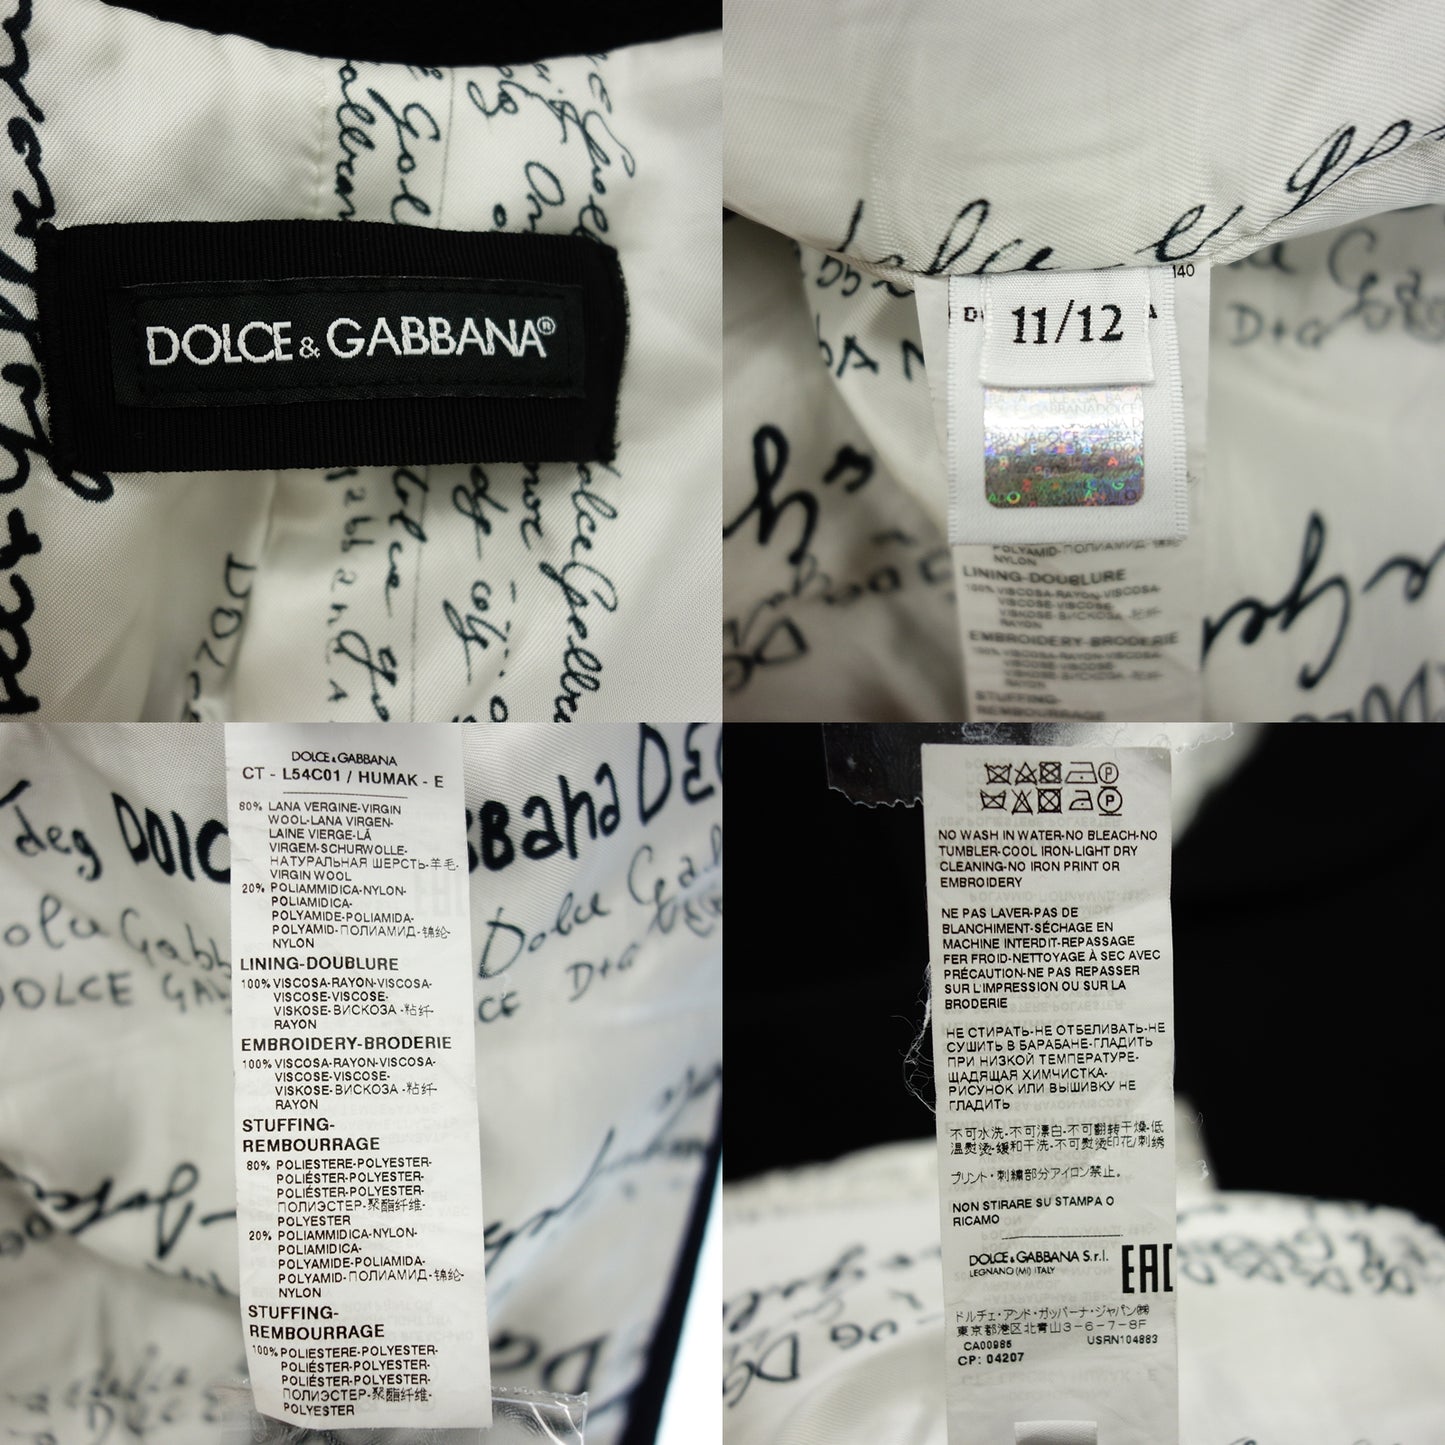 DOLCE & GABBANA®
140
11/12
POLYAMID-ПОЛИАМИД-
NYLON
LINING-DOUBLURE
100% VISCOSA-RAYON-VISCOSA-
VISCOSE-VISCOSE-
VISKOSE-ВИСКОЗА
RAYON
EMBROIDERY-BRODERIE
100% VISCOSA-RAYON-VISCOSA-
VISCOSE-VISCOSE-
VISKOSE-ВИСКОЗА
RAYON
STUFFING-
REMBOURRAGE
DOLCE & GABBANA
CT - L54C01 / HUMAK - E
80% LANA VERGINE-VIRGIN
WOOL-LANA VIRGEN-
LAINE VIERGE-LÃ
VIRGEM-SCHURWOLLE-
НАТУРАЛЬНАЯ ШЕРСТЬ-羊毛-
VIRGIN WOOL
20% POLIAMMIDICA-NYLON-
POLIAMIDICA-
POLYAMIDE-POLIAMIDA-
POLYAMID-ПОЛИАМИД-锦纶-
NYLON
LINING-DOUBLURE
100% VISCOSA-RAYON-VISCOSA-
VISCOSE-VISCOSE-
VISKOSE-ВИСКОЗА-粘纤-
RAYON
EMBROIDERY-BRODERIE
100% VISCOSA-RAYON-VISCOSA-
VISCOSE-VISCOSE-
VISKOSE-ВИСКОЗА-粘纤-
RAYON
STUFFING-
REMBOURRAGE
80% POLIESTERE-POLYESTER-
POLIÉSTER-POLYESTER-
POLIÉSTER-POLYESTER-
ПОЛИЭСТЕР-聚酯纤维-
POLYESTER
20% POLIAMMIDICA-NYLON-
POLIAMIDICA-
POLYAMIDE-POLIAMIDA-
POLYAMID-ПОЛИАМИД-锦纶-
NYLON
STUFFING-
REMBOURRAGE
100% POLIESTERE-POLYESTER-
POLIÉSTER-POLYESTER-
POLIÉSTER-POLYESTER-
ПОЛИЭСТЕР-聚酯纤维-
POLYESTER
NO WASH IN WATER-NO BLEACH-NO
TUMBLER-COOL IRON-LIGHT DRY
CLEANING-NO IRON PRINT OR
EMBROIDERY
NE PAS LAVER-PAS DE
BLANCHIMENT-SÉCHAGE EN
MACHINE INTERDIT-REPASSAGE
FER FROID-NETTOYAGE À SEC AVEC
PRÉCAUTION-NE PAS REPASSER
SUR L'IMPRESSION OU SUR LA
BRODERIE
НЕ СТИРАТЬ-НЕ ОТБЕЛИВАТЬ-НЕ
СУШИТЬ В БАРАБАНЕ-ГЛАДИТЬ
ПРИ НИЗКОЙ ТЕМПЕРАТУРЕ-
ЩАДЯЩАЯ ХИМЧИСТКА-
РИСУНОК ИЛИ ВЫШИВКУ НЕ
ГЛАДИТЬ
不可水洗-不可漂白-不可翻转干燥-低
温熨烫-缓和干洗-不可熨烫印花/刺绣
プリント・刺繍部分アイロン禁止。
NON STIRARE SU STAMPA O
RICAMO
DOLCE & GABBANA S.r.l.
LEGNANO (MI) ITALY
EAC
ドルチェ・アンド・ガッバーナ・ジャパン㈱
東京都港区北青山3-6-7-8F
CA00985 USRN104883
CP: 04207